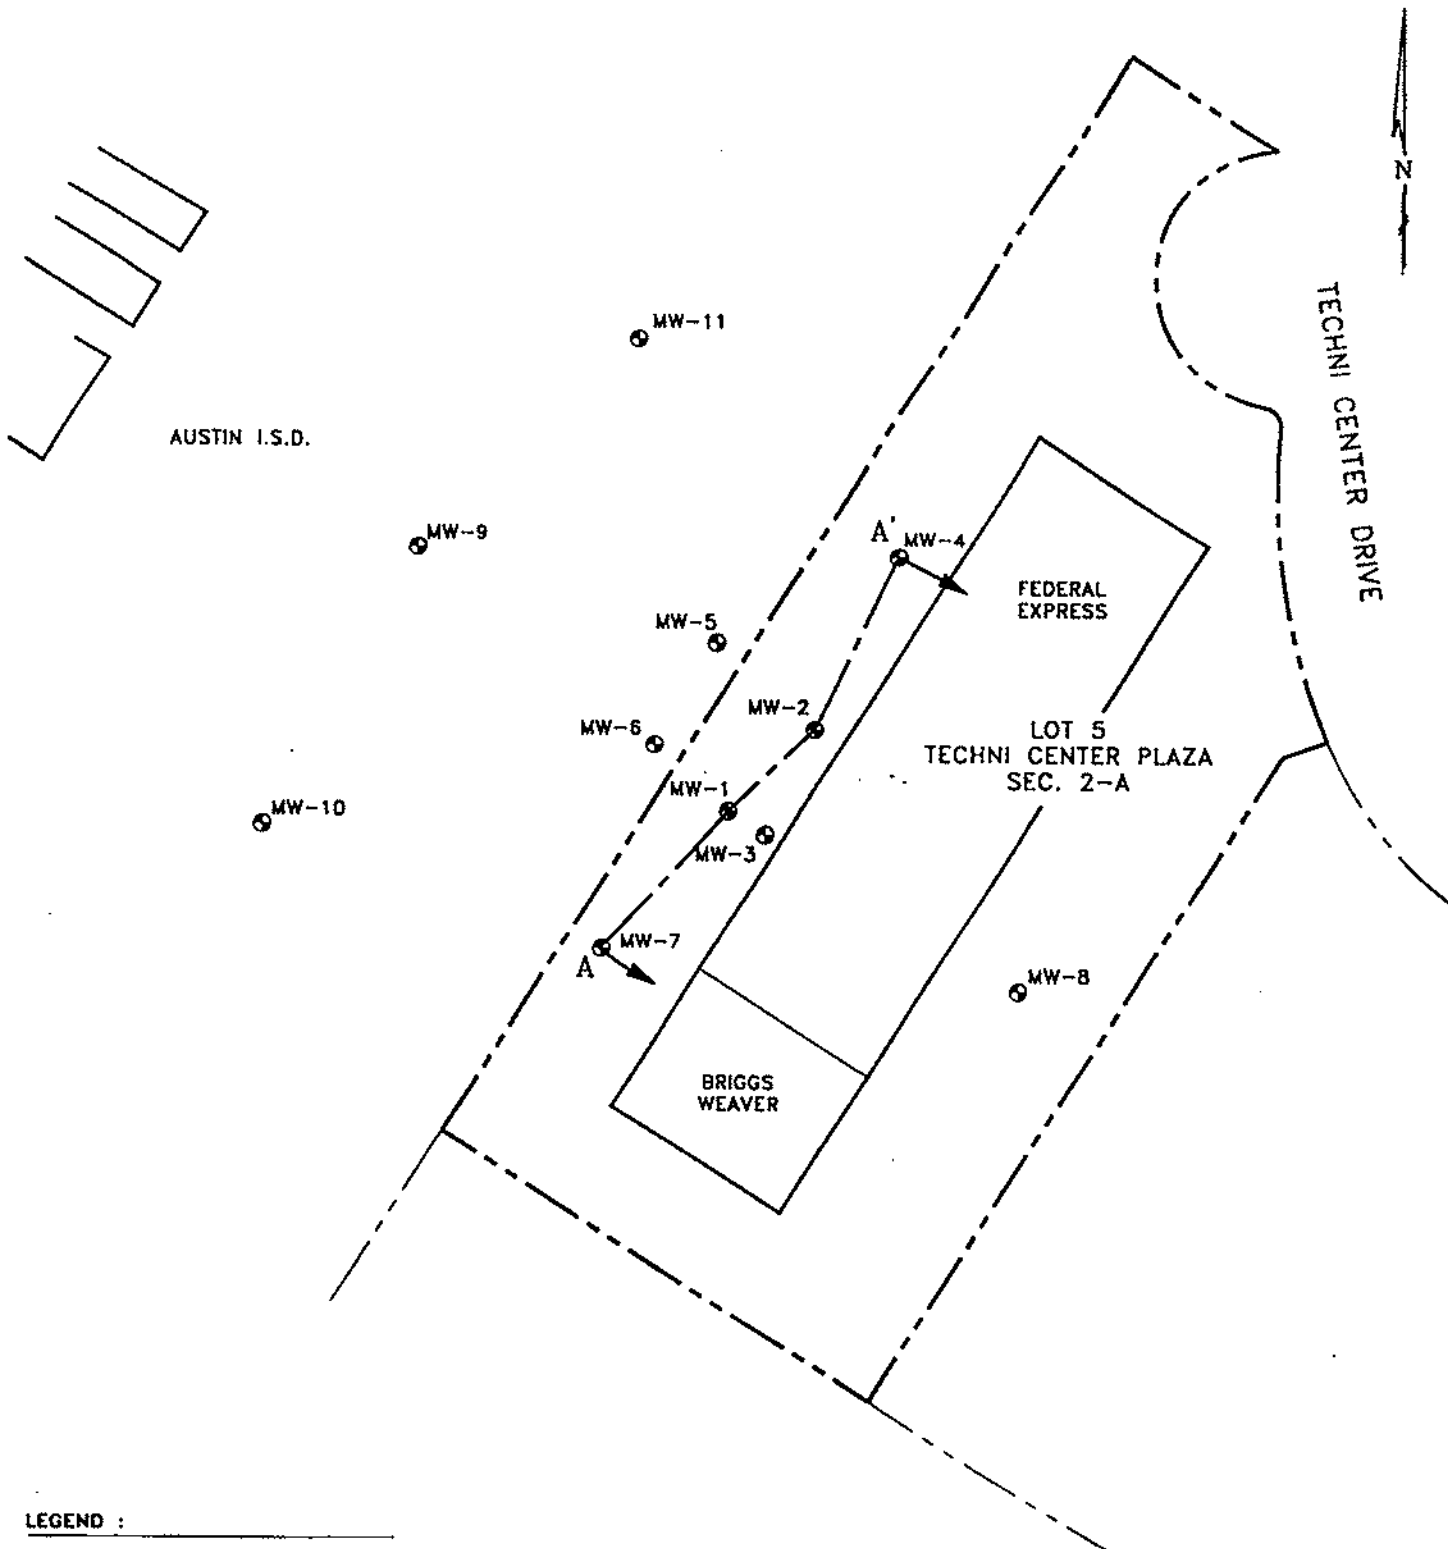 N
TECHNI CENTER DRIVE
MW-11
AUSTIN I.S.D.
MW-9
A'
MW-4
FEDERAL
EXPRESS
MW-5
MW-2
MW-6
LOT 5
TECHNI CENTER PLAZA
SEC. 2-A
MW-1
MW-10
MW-3
MW-7
A
MW-8
BRIGGS
WEAVER
LEGEND :